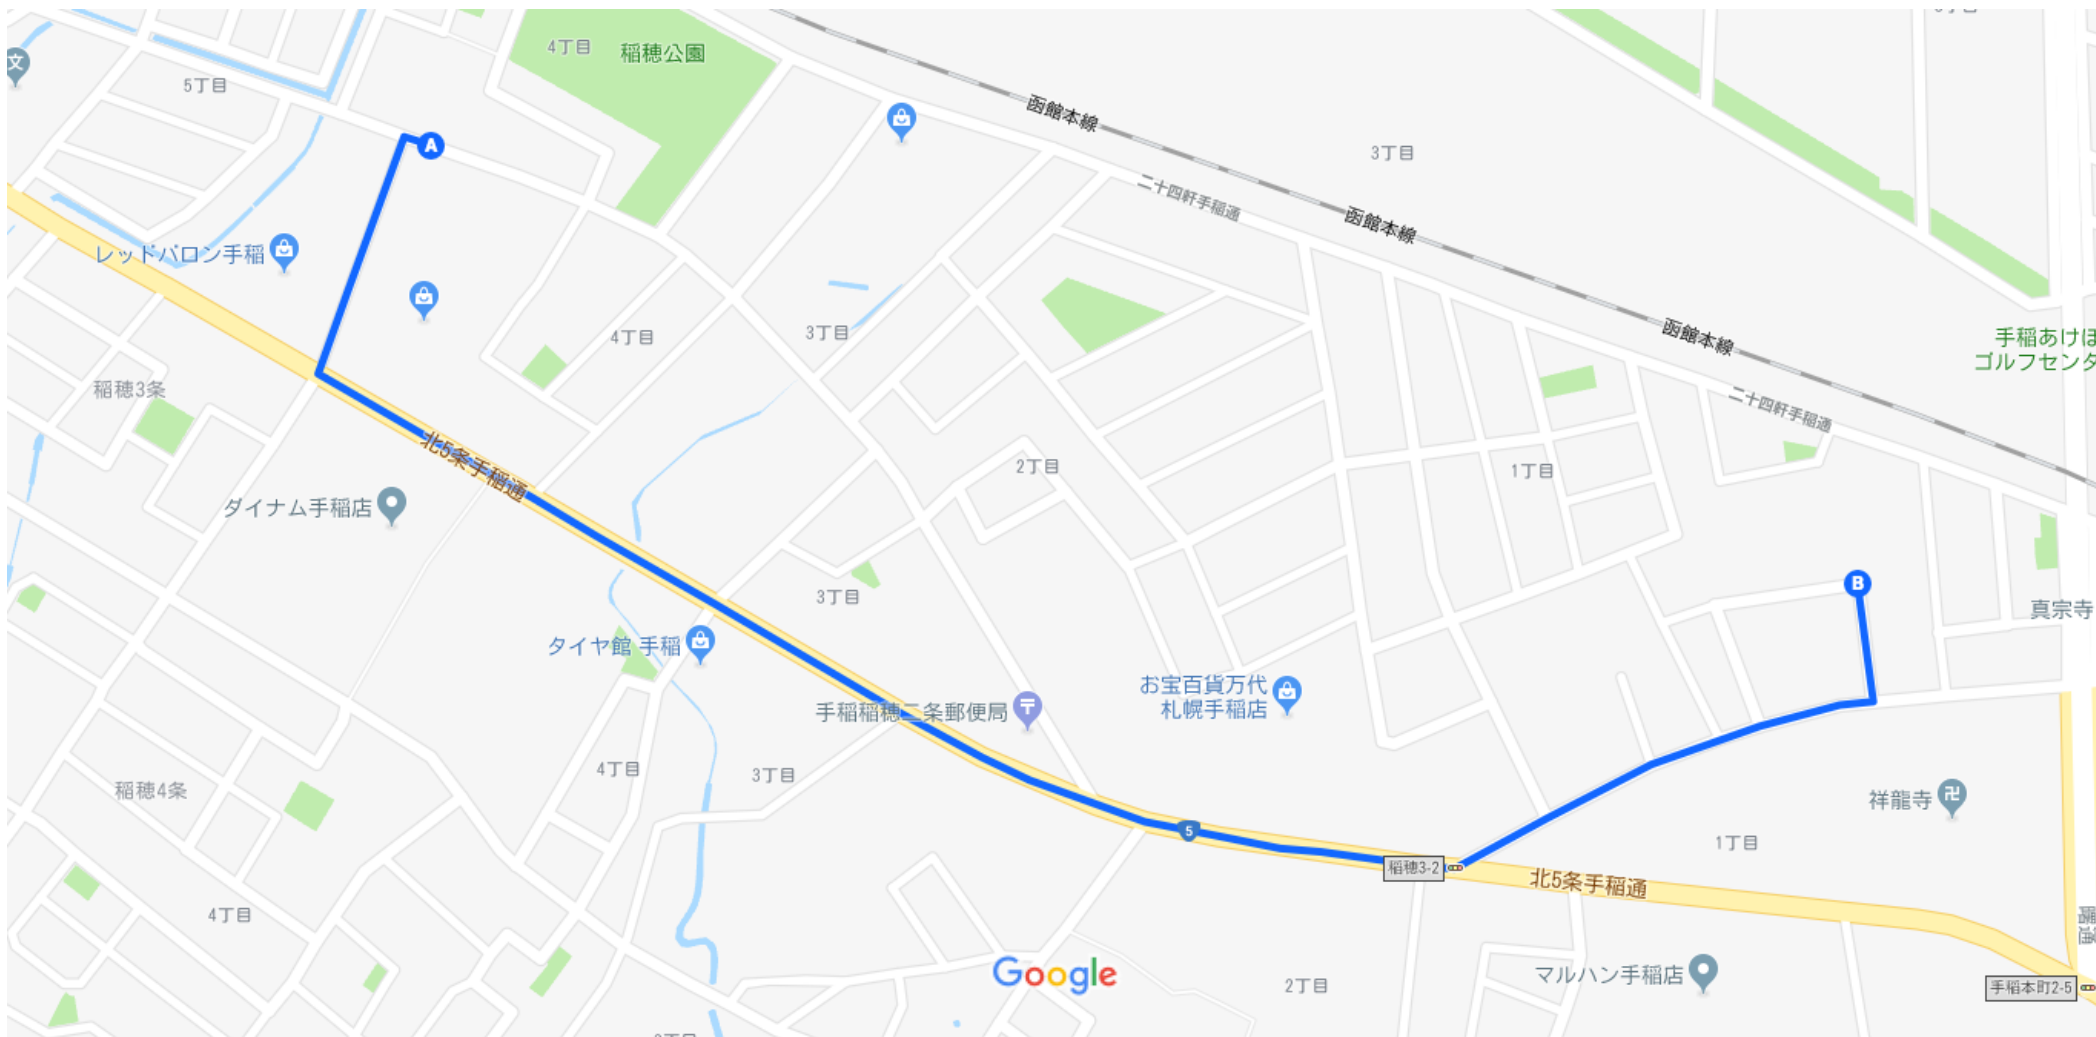 4丁目
稲穂公園
文
5丁目
函館本線
3丁目
A
二十四軒手稲通
函館本線
レッドバロン手稲
函館本線
4丁目
3丁目
手稲あけぼ
ゴルフセンタ
稲穂3条
二十四軒手稲通
北5条手稲通
2丁目
1丁目
ダイナム手稲店
B
3丁目
真宗寺
タイヤ館 手稲
お宝百貨万代
札幌手稲店
手稲稲穂二条郵便局
〒
4丁目
3丁目
稲穂4条
祥龍寺
卍
5
1丁目
稲穂3-2
北5条手稲通
4丁目
Google
2丁目
マルハン手稲店
手稲本町2-5